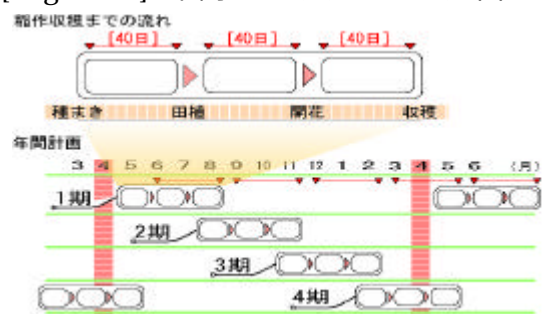 稲作収穫までの流れ
[40日] [40日] [40日]
種まき 田植 開花 収穫
年間計画
3 4 5 6 7 8 9 10 11 12 1 2 3 4 5 6 (月)
1期
2期
3期
4期